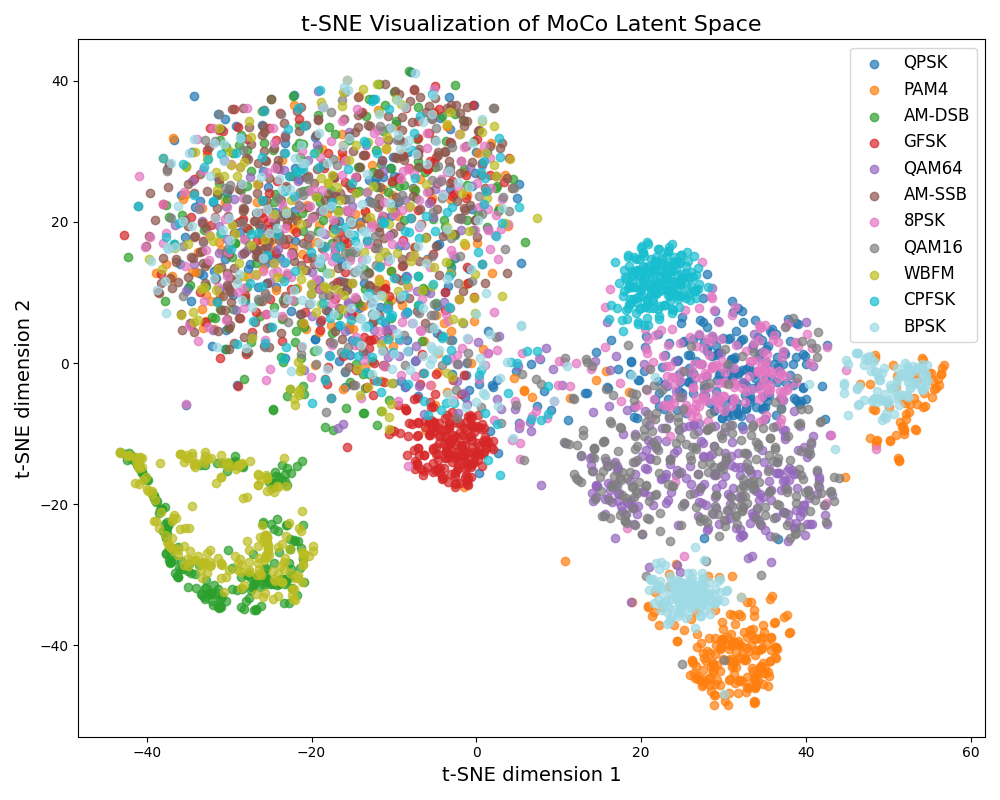 t-SNE Visualization of MoCo Latent Space
t-SNE dimension 2
40
20
0
−20
−40
−40
−20
0
20
40
60
t-SNE dimension 1
QPSK
PAM4
AM-DSB
GFSK
QAM64
AM-SSB
8PSK
QAM16
WBFM
CPFSK
BPSK